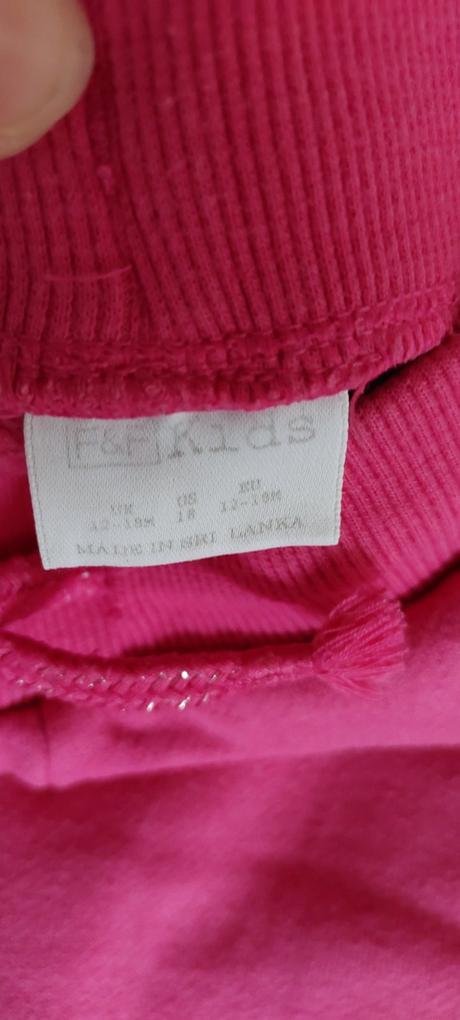 F&F Kids
UK US EU
12-18M 18 12-18M
MADE IN SRI LANKA